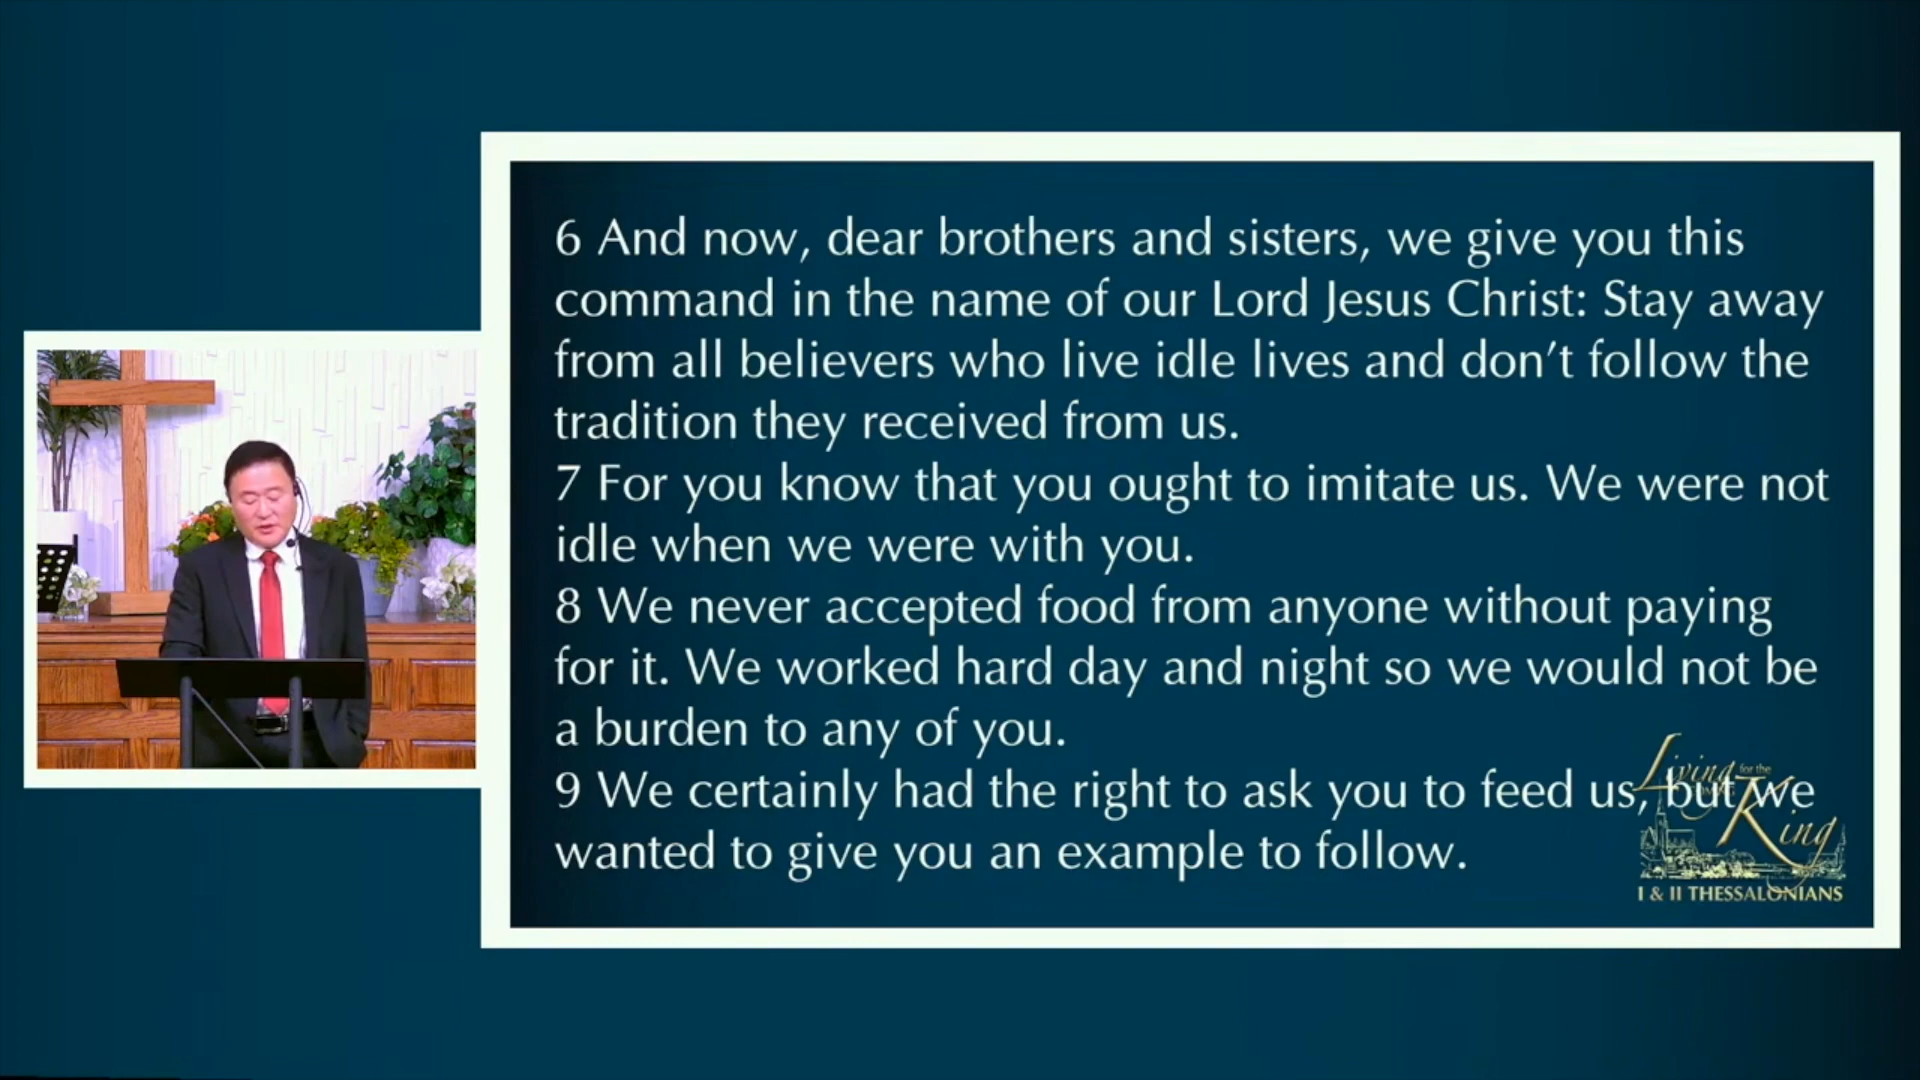 6 And now, dear brothers and sisters, we give you this
command in the name of our Lord Jesus Christ: Stay away
from all believers who live idle lives and don’t follow the
tradition they received from us.
7 For you know that you ought to imitate us. We were not
idle when we were with you.
8 We never accepted food from anyone without paying
for it. We worked hard day and night so we would not be
a burden to any of you.
9 We certainly had the right to ask you to feed us, but we
wanted to give you an example to follow.
Living for the
King
I & II THESSALONIANS